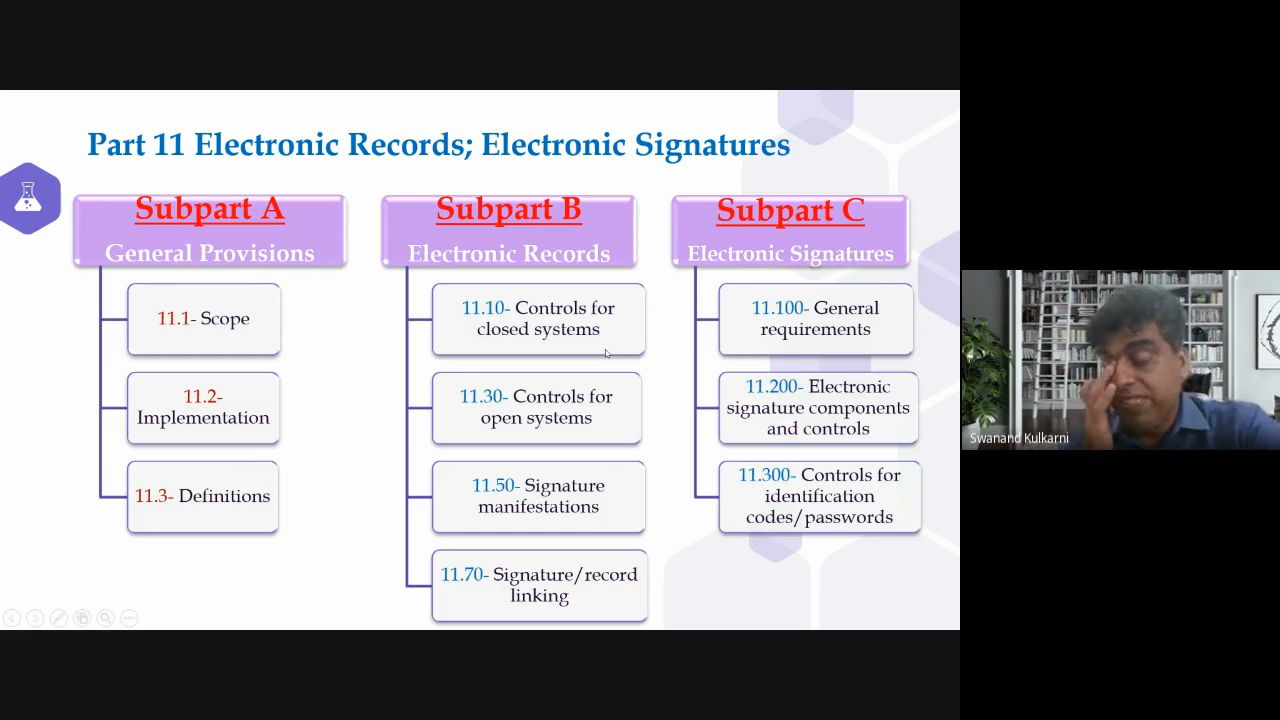 Part 11 Electronic Records; Electronic Signatures
Subpart A
General Provisions
11.1- Scope
11.2-
Implementation
11.3- Definitions
Subpart B
Electronic Records
11.10- Controls for
closed systems
11.30- Controls for
open systems
11.50- Signature
manifestations
11.70- Signature/record
linking
Subpart C
Electronic Signatures
11.100- General
requirements
11.200- Electronic
signature components
and controls
11.300- Controls for
identification
codes/passwords
Swanand Kulkarni